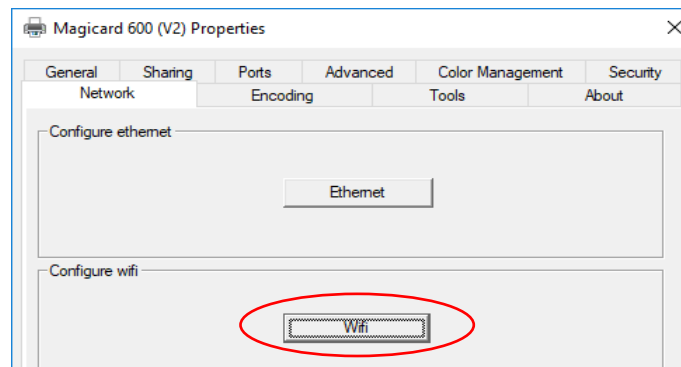 Magicard 600 (V2) Properties
General Sharing Ports Advanced Color Management Security
Network Encoding Tools About
Configure ethernet
Ethernet
Configure wifi
Wifi